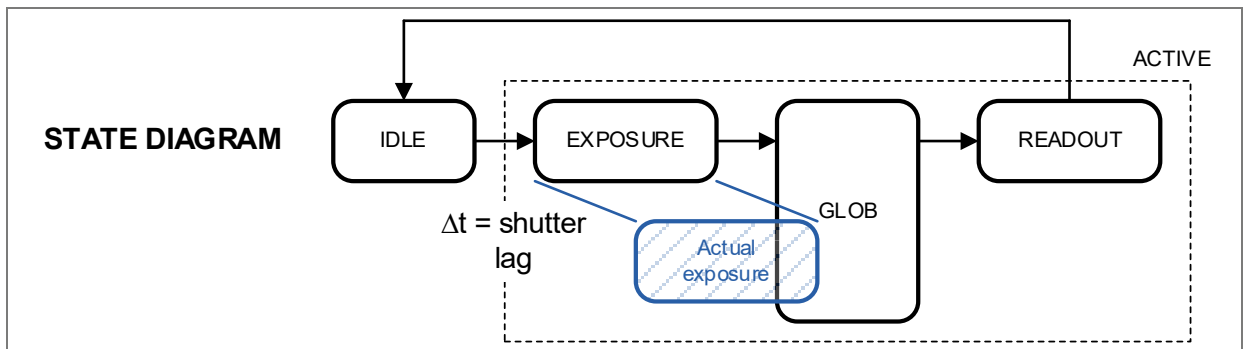 ACTIVE
STATE DIAGRAM
IDLE
EXPOSURE
READOUT
GLOB
Δt = shutter
lag
Actual
exposure